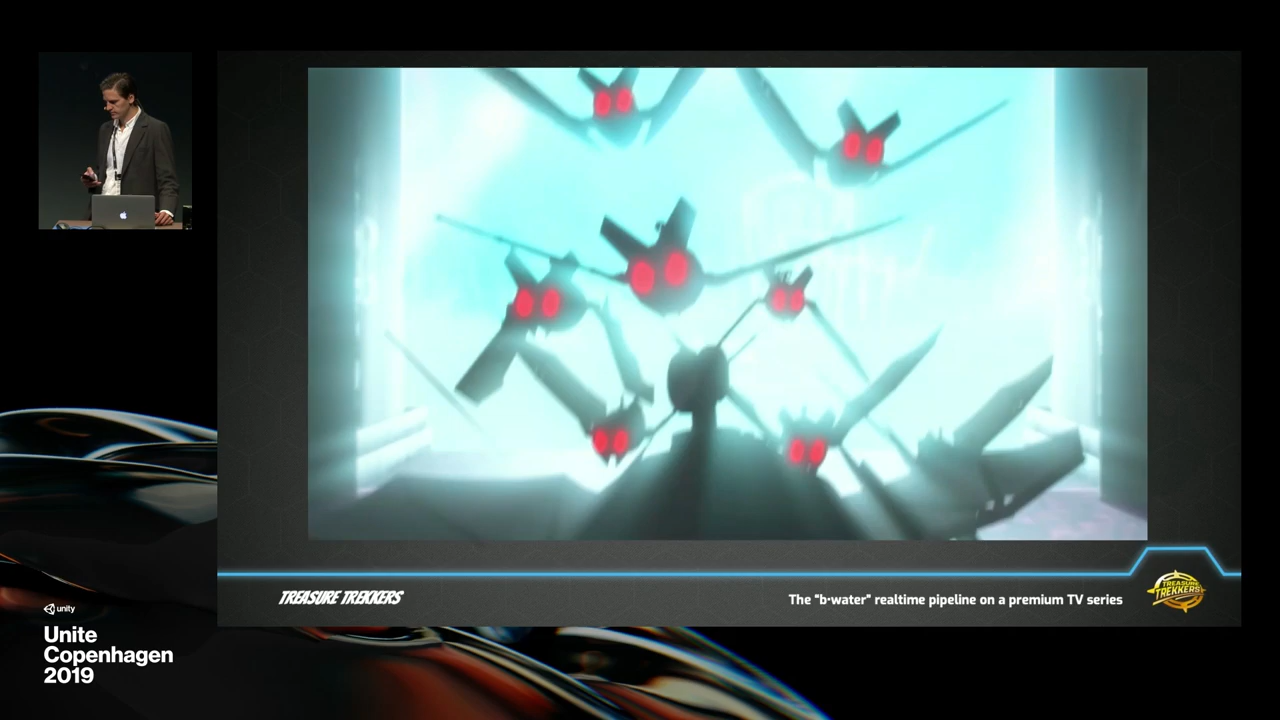 TREASURE TREKKERS
The "b·water" realtime pipeline on a premium TV series
TREASURE
TREKKERS
unity
Unite
Copenhagen
2019